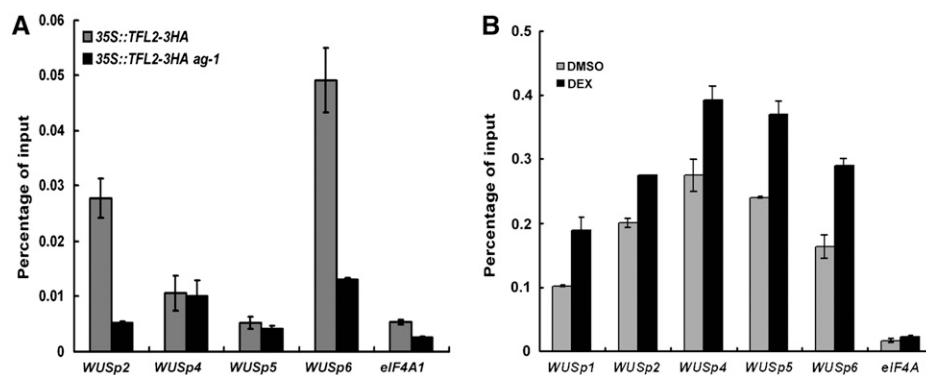 A
35S::TFL2-3HA
35S::TFL2-3HA ag-1
Percentage of input
0.06
0.05
0.04
0.03
0.02
0.01
0
WUSp2 WUSp4 WUSp5 WUSp6 eIF4A1
B
DMSO
DEX
Percentage of input
0.5
0.4
0.3
0.2
0.1
0
WUSp1 WUSp2 WUSp4 WUSp5 WUSp6 eIF4A